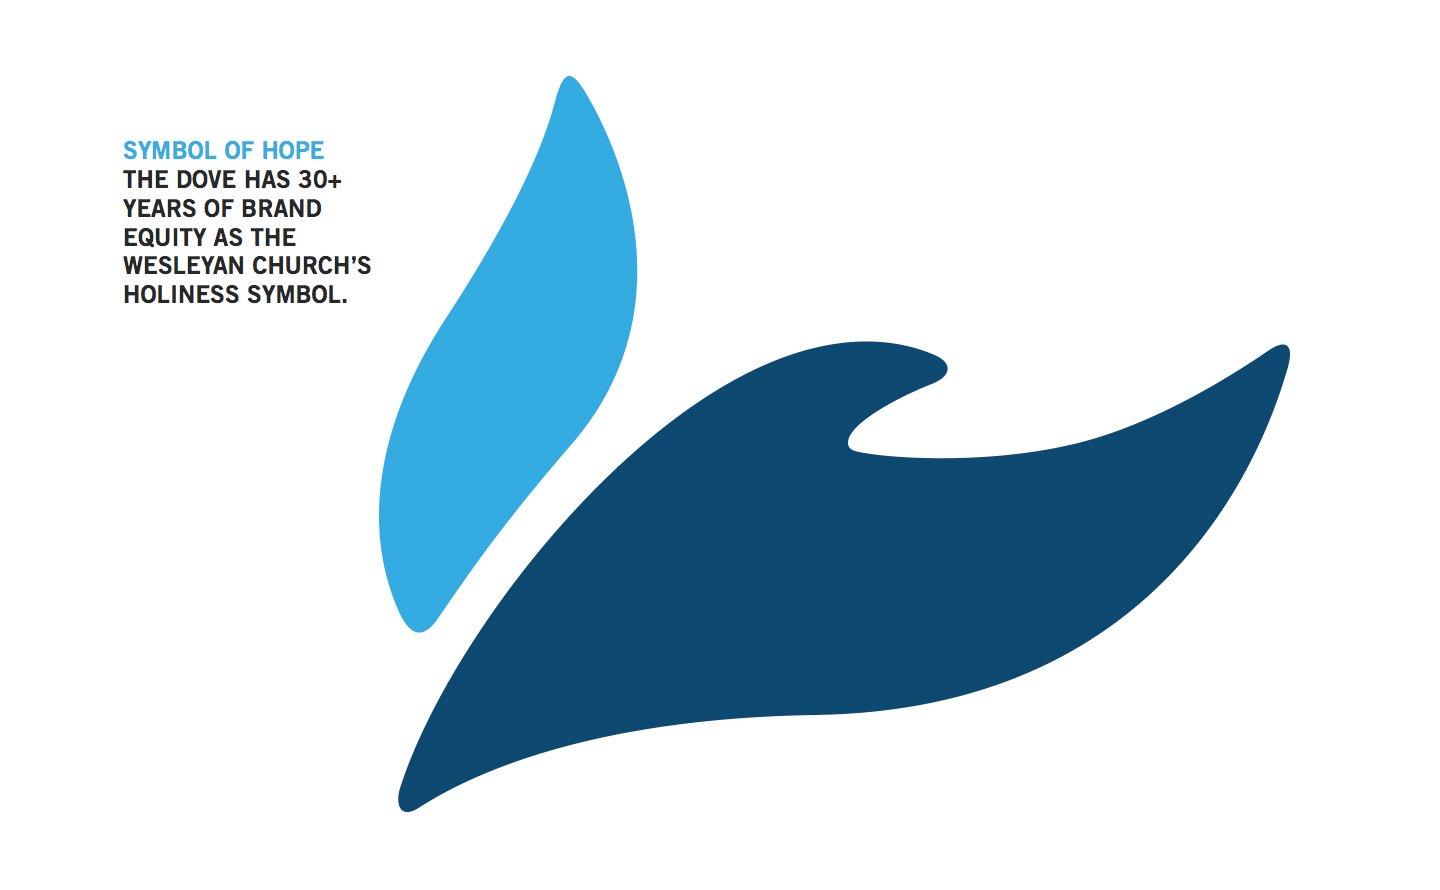 SYMBOL OF HOPE
THE DOVE HAS 30+
YEARS OF BRAND
EQUITY AS THE
WESLEYAN CHURCH’S
HOLINESS SYMBOL.